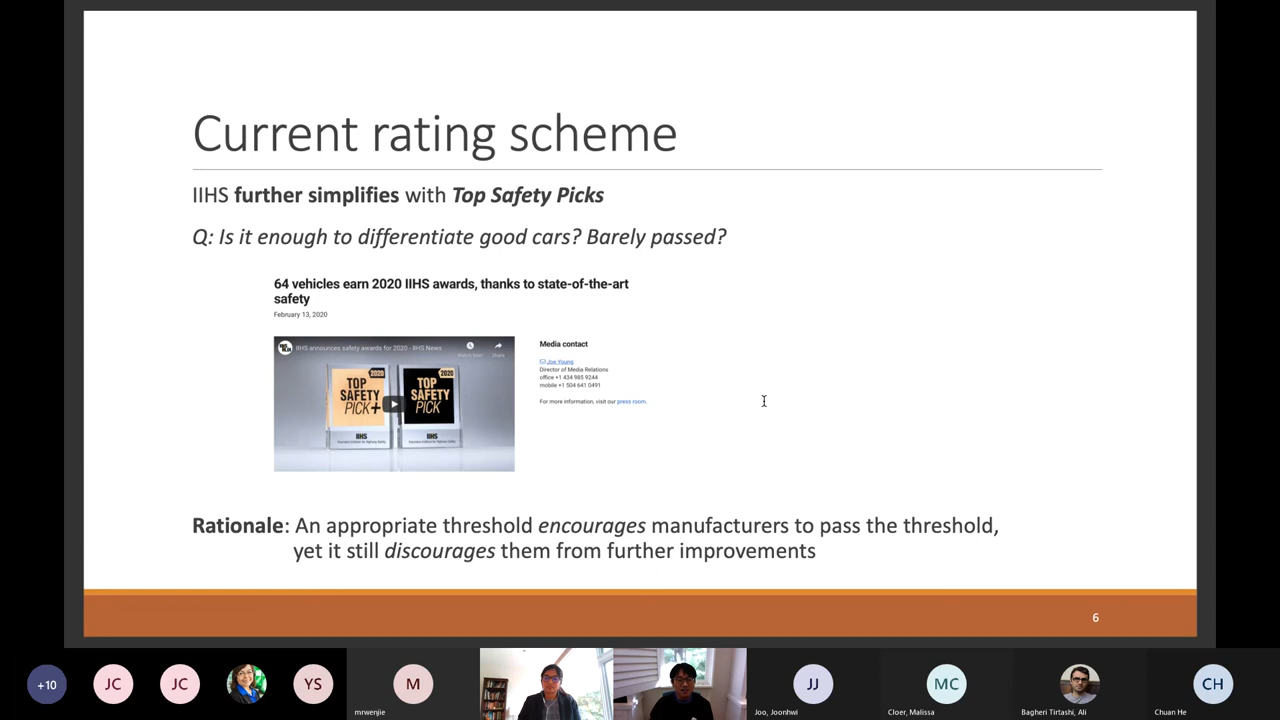 Current rating scheme
IIHS further simplifies with Top Safety Picks
Q: Is it enough to differentiate good cars? Barely passed?
64 vehicles earn 2020 IIHS awards, thanks to state-of-the-art
safety
February 13, 2020
IIHS announces safety awards for 2020 - IIHS News
Share
2020
TOP
SAFETY
PICK+
IIHS
2020
TOP
SAFETY
PICK
IIHS
Media contact
Joe Young
Director of Media Relations
office +1 434 985 9244
mobile +1 504 641 0491
For more information, visit our press room.
Rationale: An appropriate threshold encourages manufacturers to pass the threshold,
yet it still discourages them from further improvements
6
+10
JC
JC
YS
M
mrwenjie
JJ
Joo, Joonhwi
MC
Cloer, Malissa
Bagheri Tirtashi, Ali
CH
Chuan He